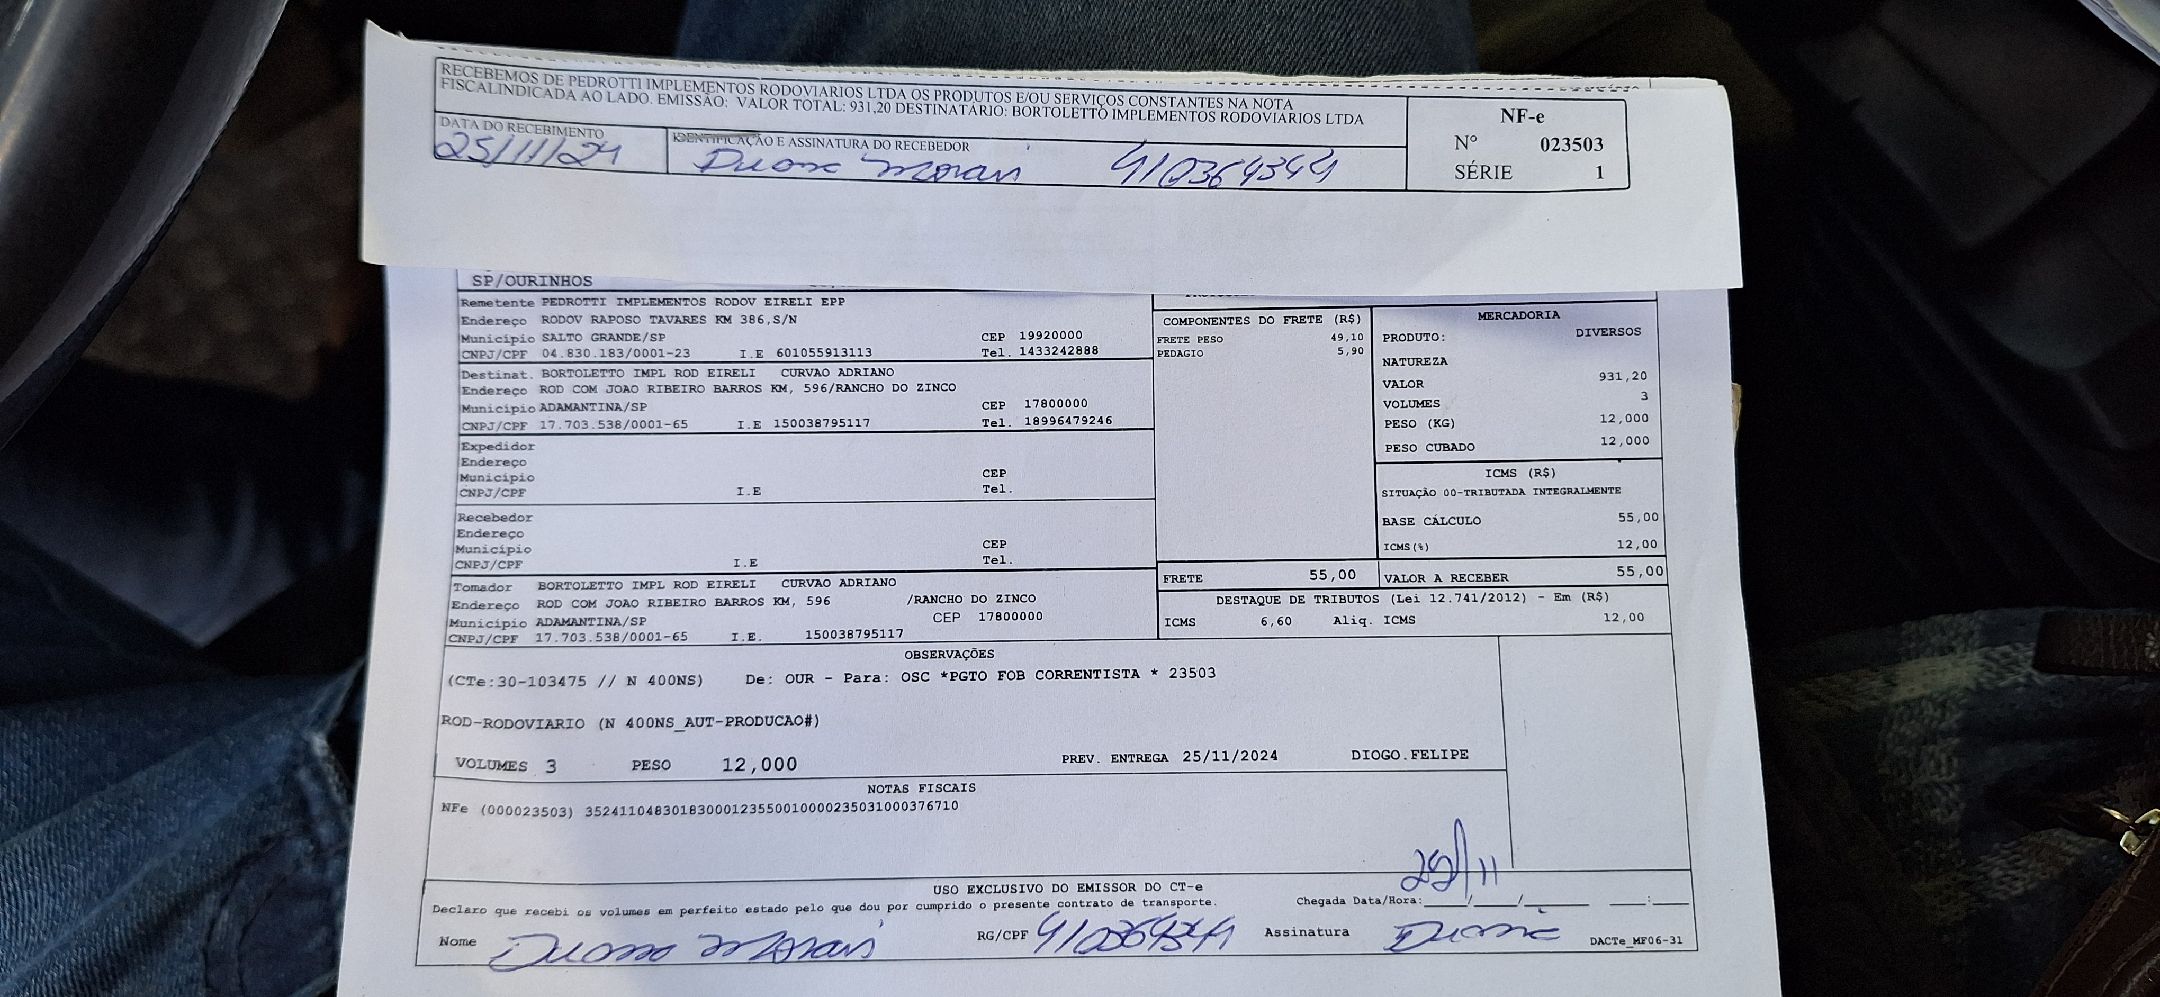 RECEBEMOS DE PEDROTTI IMPLEMENTOS RODOVIARIOS LTDA OS PRODUTOS E/OU SERVIÇOS CONSTANTES NA NOTA
FISCALINDICADA AO LADO. EMISSÃO: VALOR TOTAL: 931,20 DESTINATÁRIO: BORTOLETTO IMPLEMENTOS RODOVIÁRIOS LTDA
DATA DO RECEBIMENTO
25/11/24
IDENTIFICAÇÃO E ASSINATURA DO RECEBEDOR
Morais 410364344
NF-e
Nº 023503
SÉRIE 1
SP/OURINHOS
Remetente PEDROTTI IMPLEMENTOS RODOV EIRELI EPP
Endereço RODOV RAPOSO TAVARES KM 386,S/N
Município SALTO GRANDE/SP CEP 19920000
CNPJ/CPF 04.830.183/0001-23 I.E 601055913113 Tel. 1433242888
Destinat. BORTOLETTO IMPL ROD EIRELI CURVAO ADRIANO
Endereço ROD COM JOAO RIBEIRO BARROS KM, 596/RANCHO DO ZINCO
Município ADAMANTINA/SP CEP 17800000
CNPJ/CPF 17.703.538/0001-65 I.E 150038795117 Tel. 18996479246
Expedidor
Endereço
Município CEP
CNPJ/CPF I.E Tel.
Recebedor
Endereço
Município CEP
CNPJ/CPF I.E Tel.
Tomador BORTOLETTO IMPL ROD EIRELI CURVAO ADRIANO
Endereço ROD COM JOAO RIBEIRO BARROS KM, 596 /RANCHO DO ZINCO
Município ADAMANTINA/SP CEP 17800000
CNPJ/CPF 17.703.538/0001-65 I.E. 150038795117
COMPONENTES DO FRETE (R$)
FRETE PESO 49,10
PEDAGIO 5,90
FRETE 55,00
MERCADORIA
PRODUTO: DIVERSOS
NATUREZA
VALOR 931,20
VOLUMES 3
PESO (KG) 12,000
PESO CUBADO 12,000
ICMS (R$)
SITUAÇÃO 00-TRIBUTADA INTEGRALMENTE
BASE CÁLCULO 55,00
ICMS(%) 12,00
VALOR A RECEBER 55,00
DESTAQUE DE TRIBUTOS (Lei 12.741/2012) - Em (R$)
ICMS 6,60 Aliq. ICMS 12,00
OBSERVAÇÕES
(CTe:30-103475 // N 400NS) De: OUR - Para: OSC *PGTO FOB CORRENTISTA * 23503
ROD-RODOVIARIO (N 400NS_AUT-PRODUCAO#)
VOLUMES 3 PESO 12,000 PREV. ENTREGA 25/11/2024 DIOGO.FELIPE
NOTAS FISCAIS
NFe (000023503) 35241104830183000123550010000235031000376710
USO EXCLUSIVO DO EMISSOR DO CT-e
Declaro que recebi os volumes em perfeito estado pelo que dou por cumprido o presente contrato de transporte.
Chegada Data/Hora:____/____/______ ___:___
Nome Morais RG/CPF 410364344 Assinatura
DACTe_MF06-31